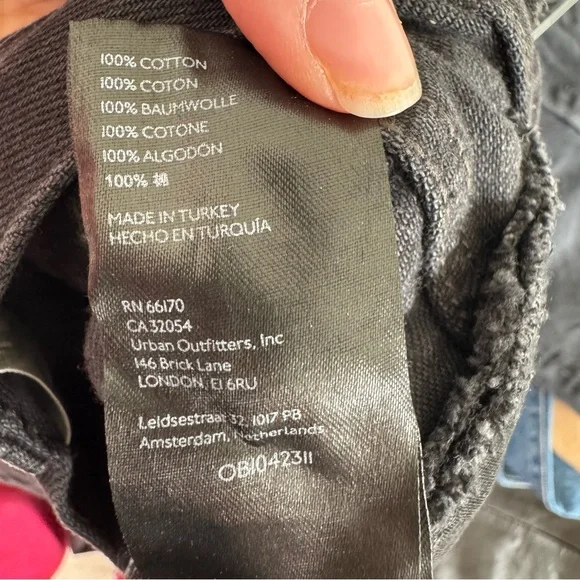 100% COTTON
100% COTON
100% BAUMWOLLE
100% COTONE
100% ALGODÓN
100% 棉
MADE IN TURKEY
HECHO EN TURQUÍA
RN 66170
CA 32054
Urban Outfitters, Inc
146 Brick Lane
LONDON, E1 6RU
Leidsestraat 32, 1017 PB
Amsterdam, Netherlands
OB1042311